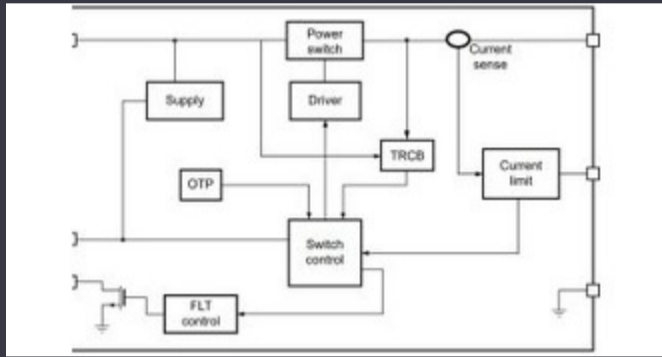 Power
switch
Current
sense
Supply
Driver
TRCB
Current
limit
OTP
Switch
control
FLT
control